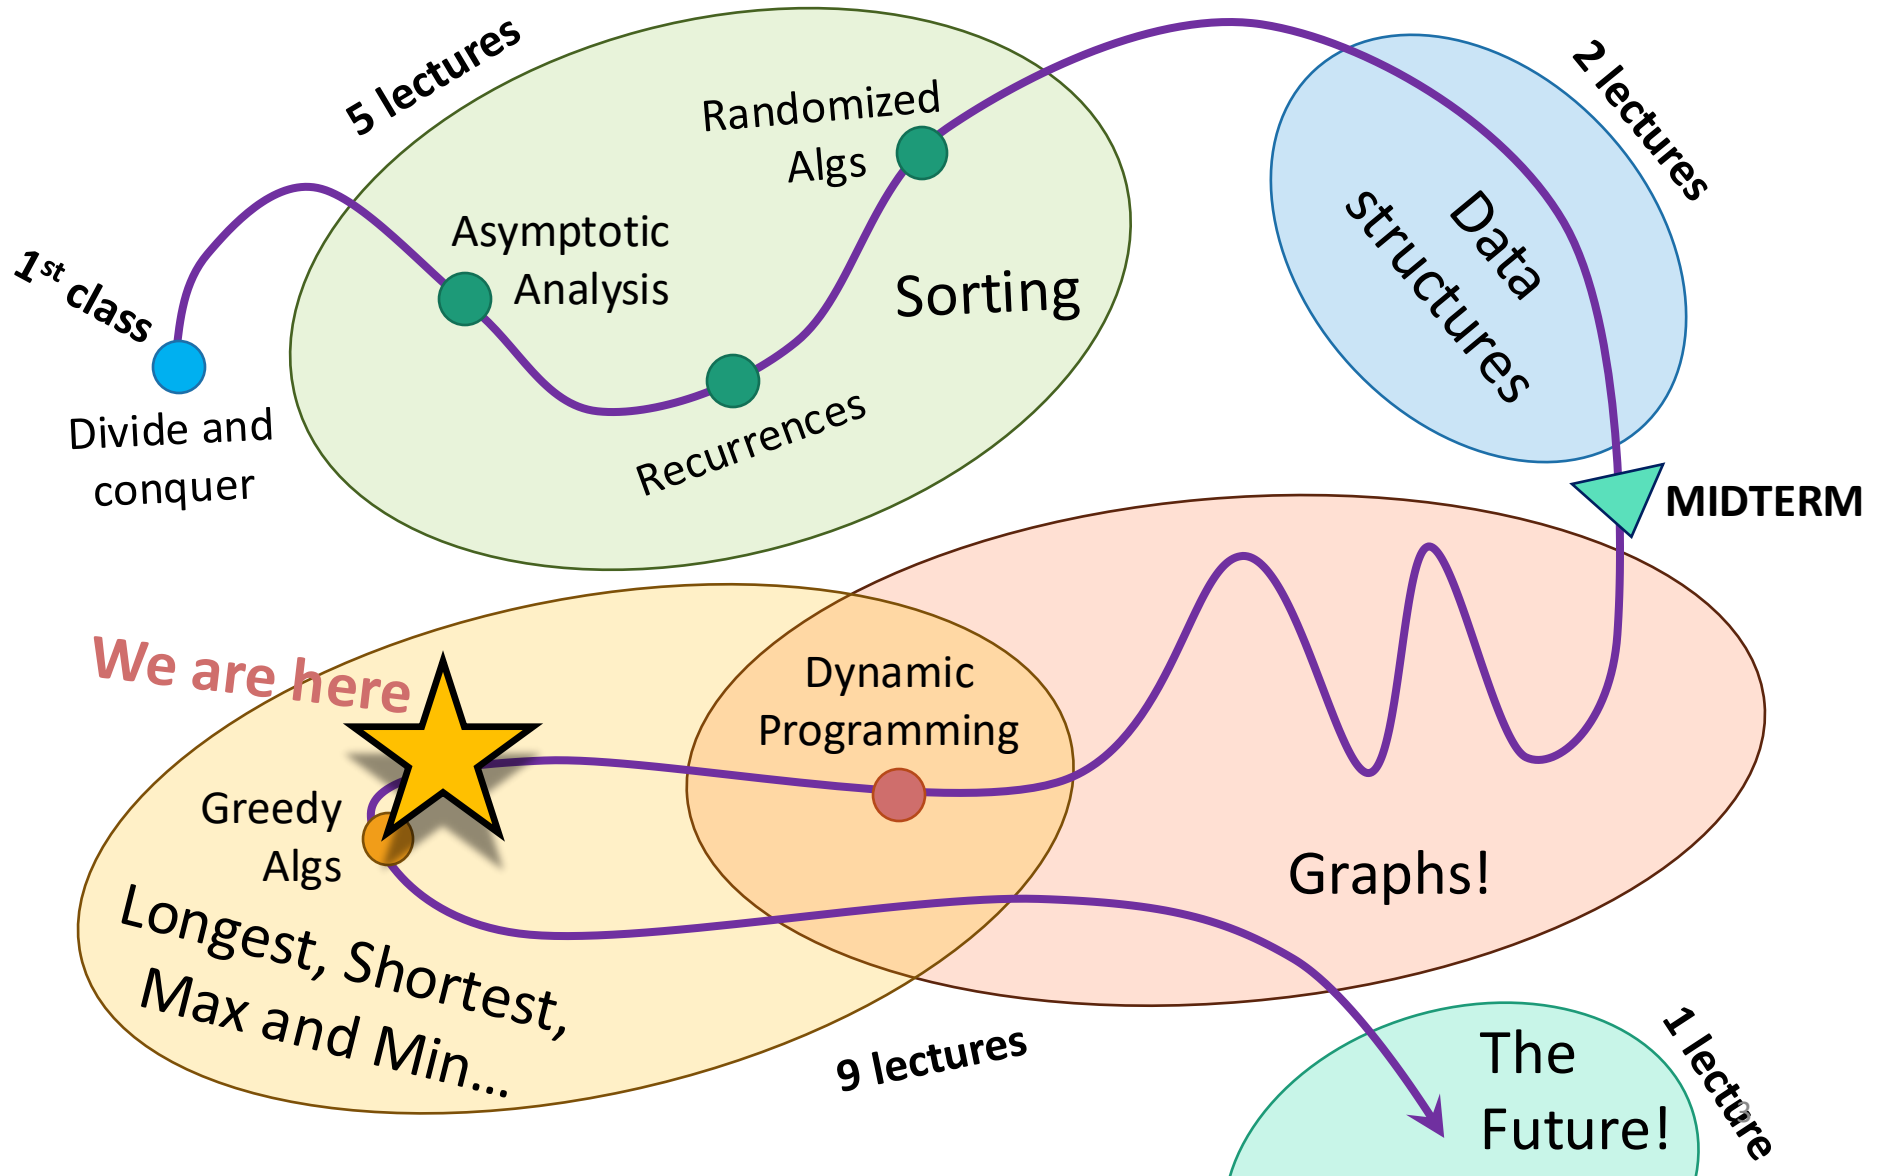 5 lectures
2 lectures
Randomized
Algs
Asymptotic
Analysis
Sorting
Data
structures
1st class
Divide and
conquer
Recurrences
MIDTERM
We are here
Dynamic
Programming
Greedy
Algs
Graphs!
Longest, Shortest,
Max and Min...
9 lectures
The
Future!
1 lecture